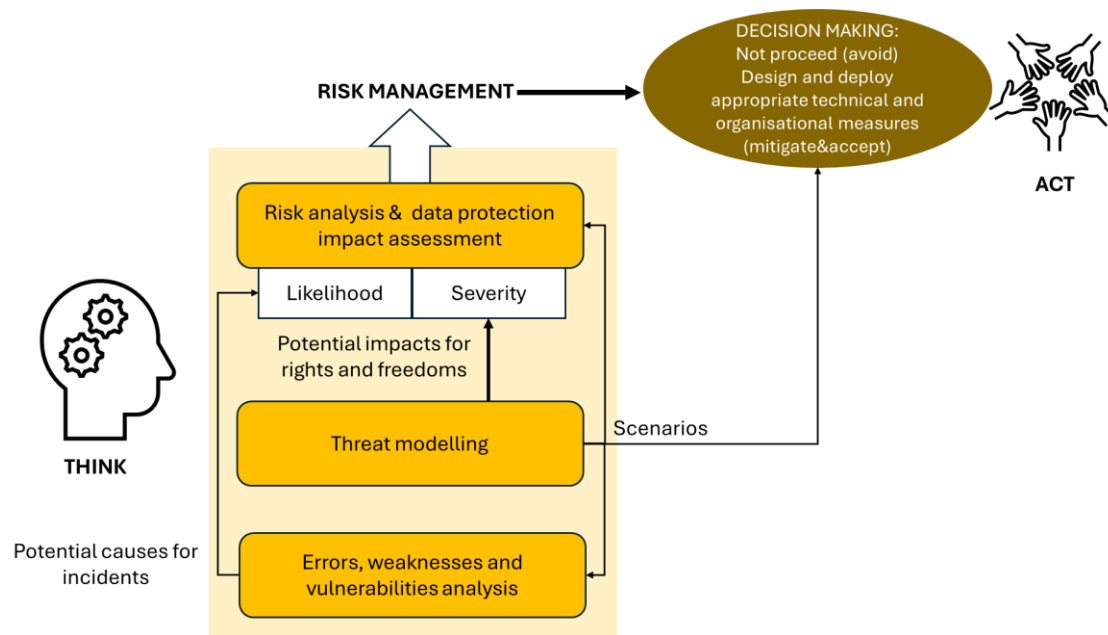 DECISION MAKING:
Not proceed (avoid)
Design and deploy
appropriate technical and
organisational measures
(mitigate&accept)
RISK MANAGEMENT
ACT
Risk analysis & data protection
impact assessment
Likelihood
Severity
Potential impacts for
rights and freedoms
Threat modelling
Scenarios
THINK
Potential causes for
incidents
Errors, weaknesses and
vulnerabilities analysis